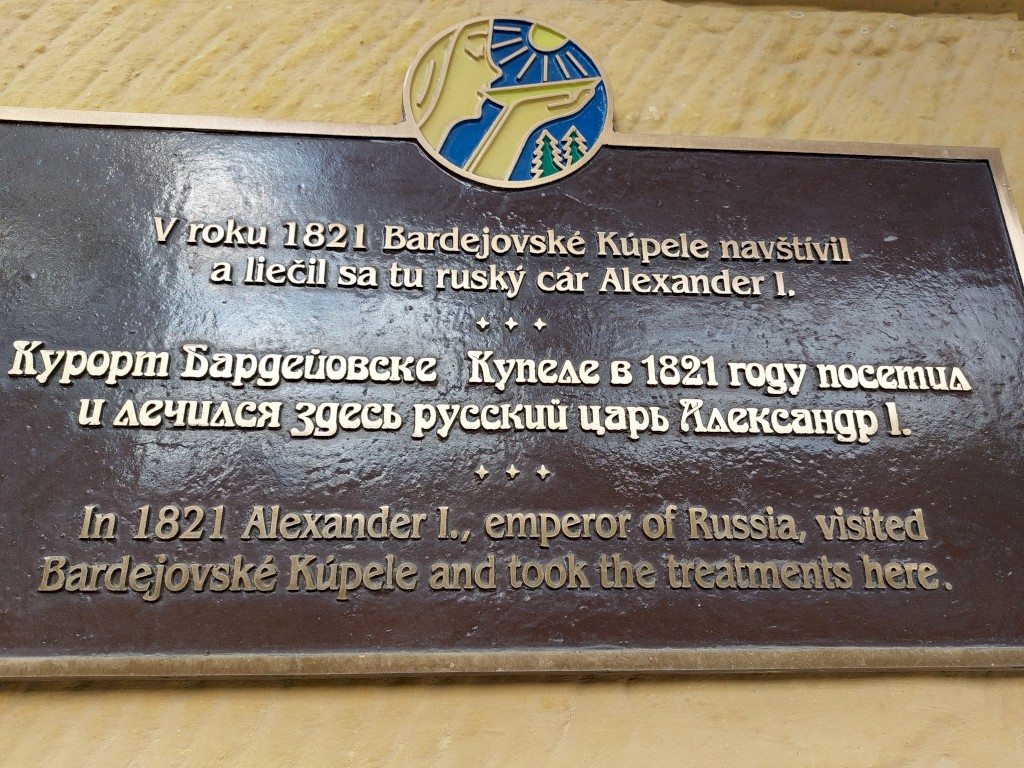 V roku 1821 Bardejovské Kúpele navštívil
a liečil sa tu ruský cár Alexander I.
Курорт Бардейовске Купеле в 1821 году посетил
и лечился здесь русский царь Александр I.
In 1821 Alexander I., emperor of Russia, visited
Bardejovské Kúpele and took the treatments here.